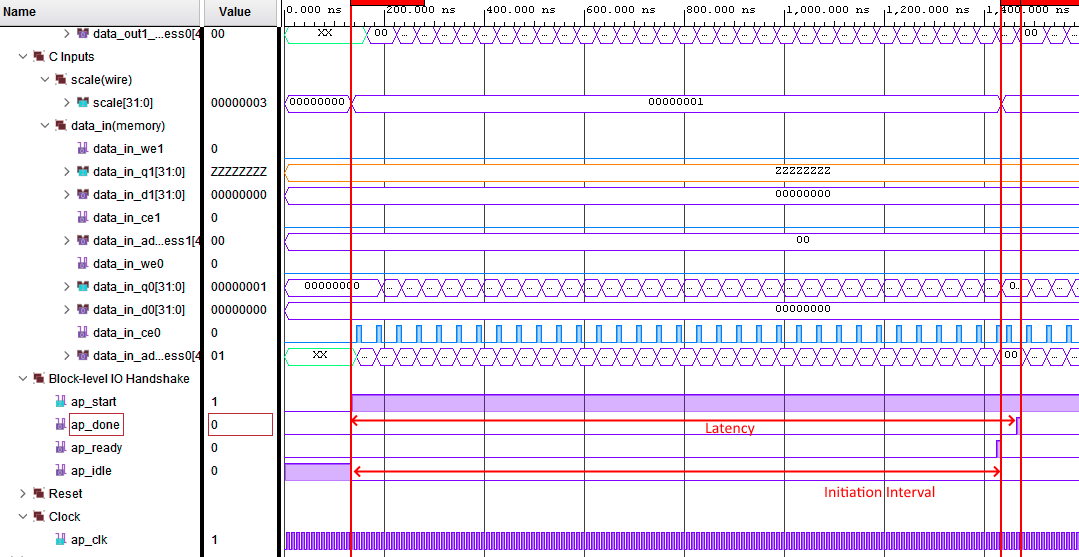 Name Value 0.000 ns 200.000 ns 400.000 ns 600.000 ns 800.000 ns 1,000.000 ns 1,200.000 ns 1,400.000 ns
data_out1_...ess0[4 00 XX 00 ... ... ... ... ... ... ... ... ... ... ... ... ... ... ... ... 00 ...
C Inputs
scale(wire)
scale[31:0] 00000003 00000000 00000001
data_in(memory)
data_in_we1 0
data_in_q1[31:0] ZZZZZZZZ ZZZZZZZZ
data_in_d1[31:0] 00000000 00000000
data_in_ce1 0
data_in_ad...ess1[4 00 00
data_in_we0 0
data_in_q0[31:0] 00000001 00000000 ... ... ... ... ... ... ... ... ... ... ... ... ... ... ... 0... ...
data_in_d0[31:0] 00000000 00000000
data_in_ce0 0
data_in_ad...ess0[4 01 XX ... ... ... ... ... ... ... ... ... ... ... ... ... ... ... ... 00 ...
Block-level IO Handshake
ap_start 1
ap_done 0 Latency
ap_ready 0
ap_idle 0
Reset Initiation Interval
Clock
ap_clk 1